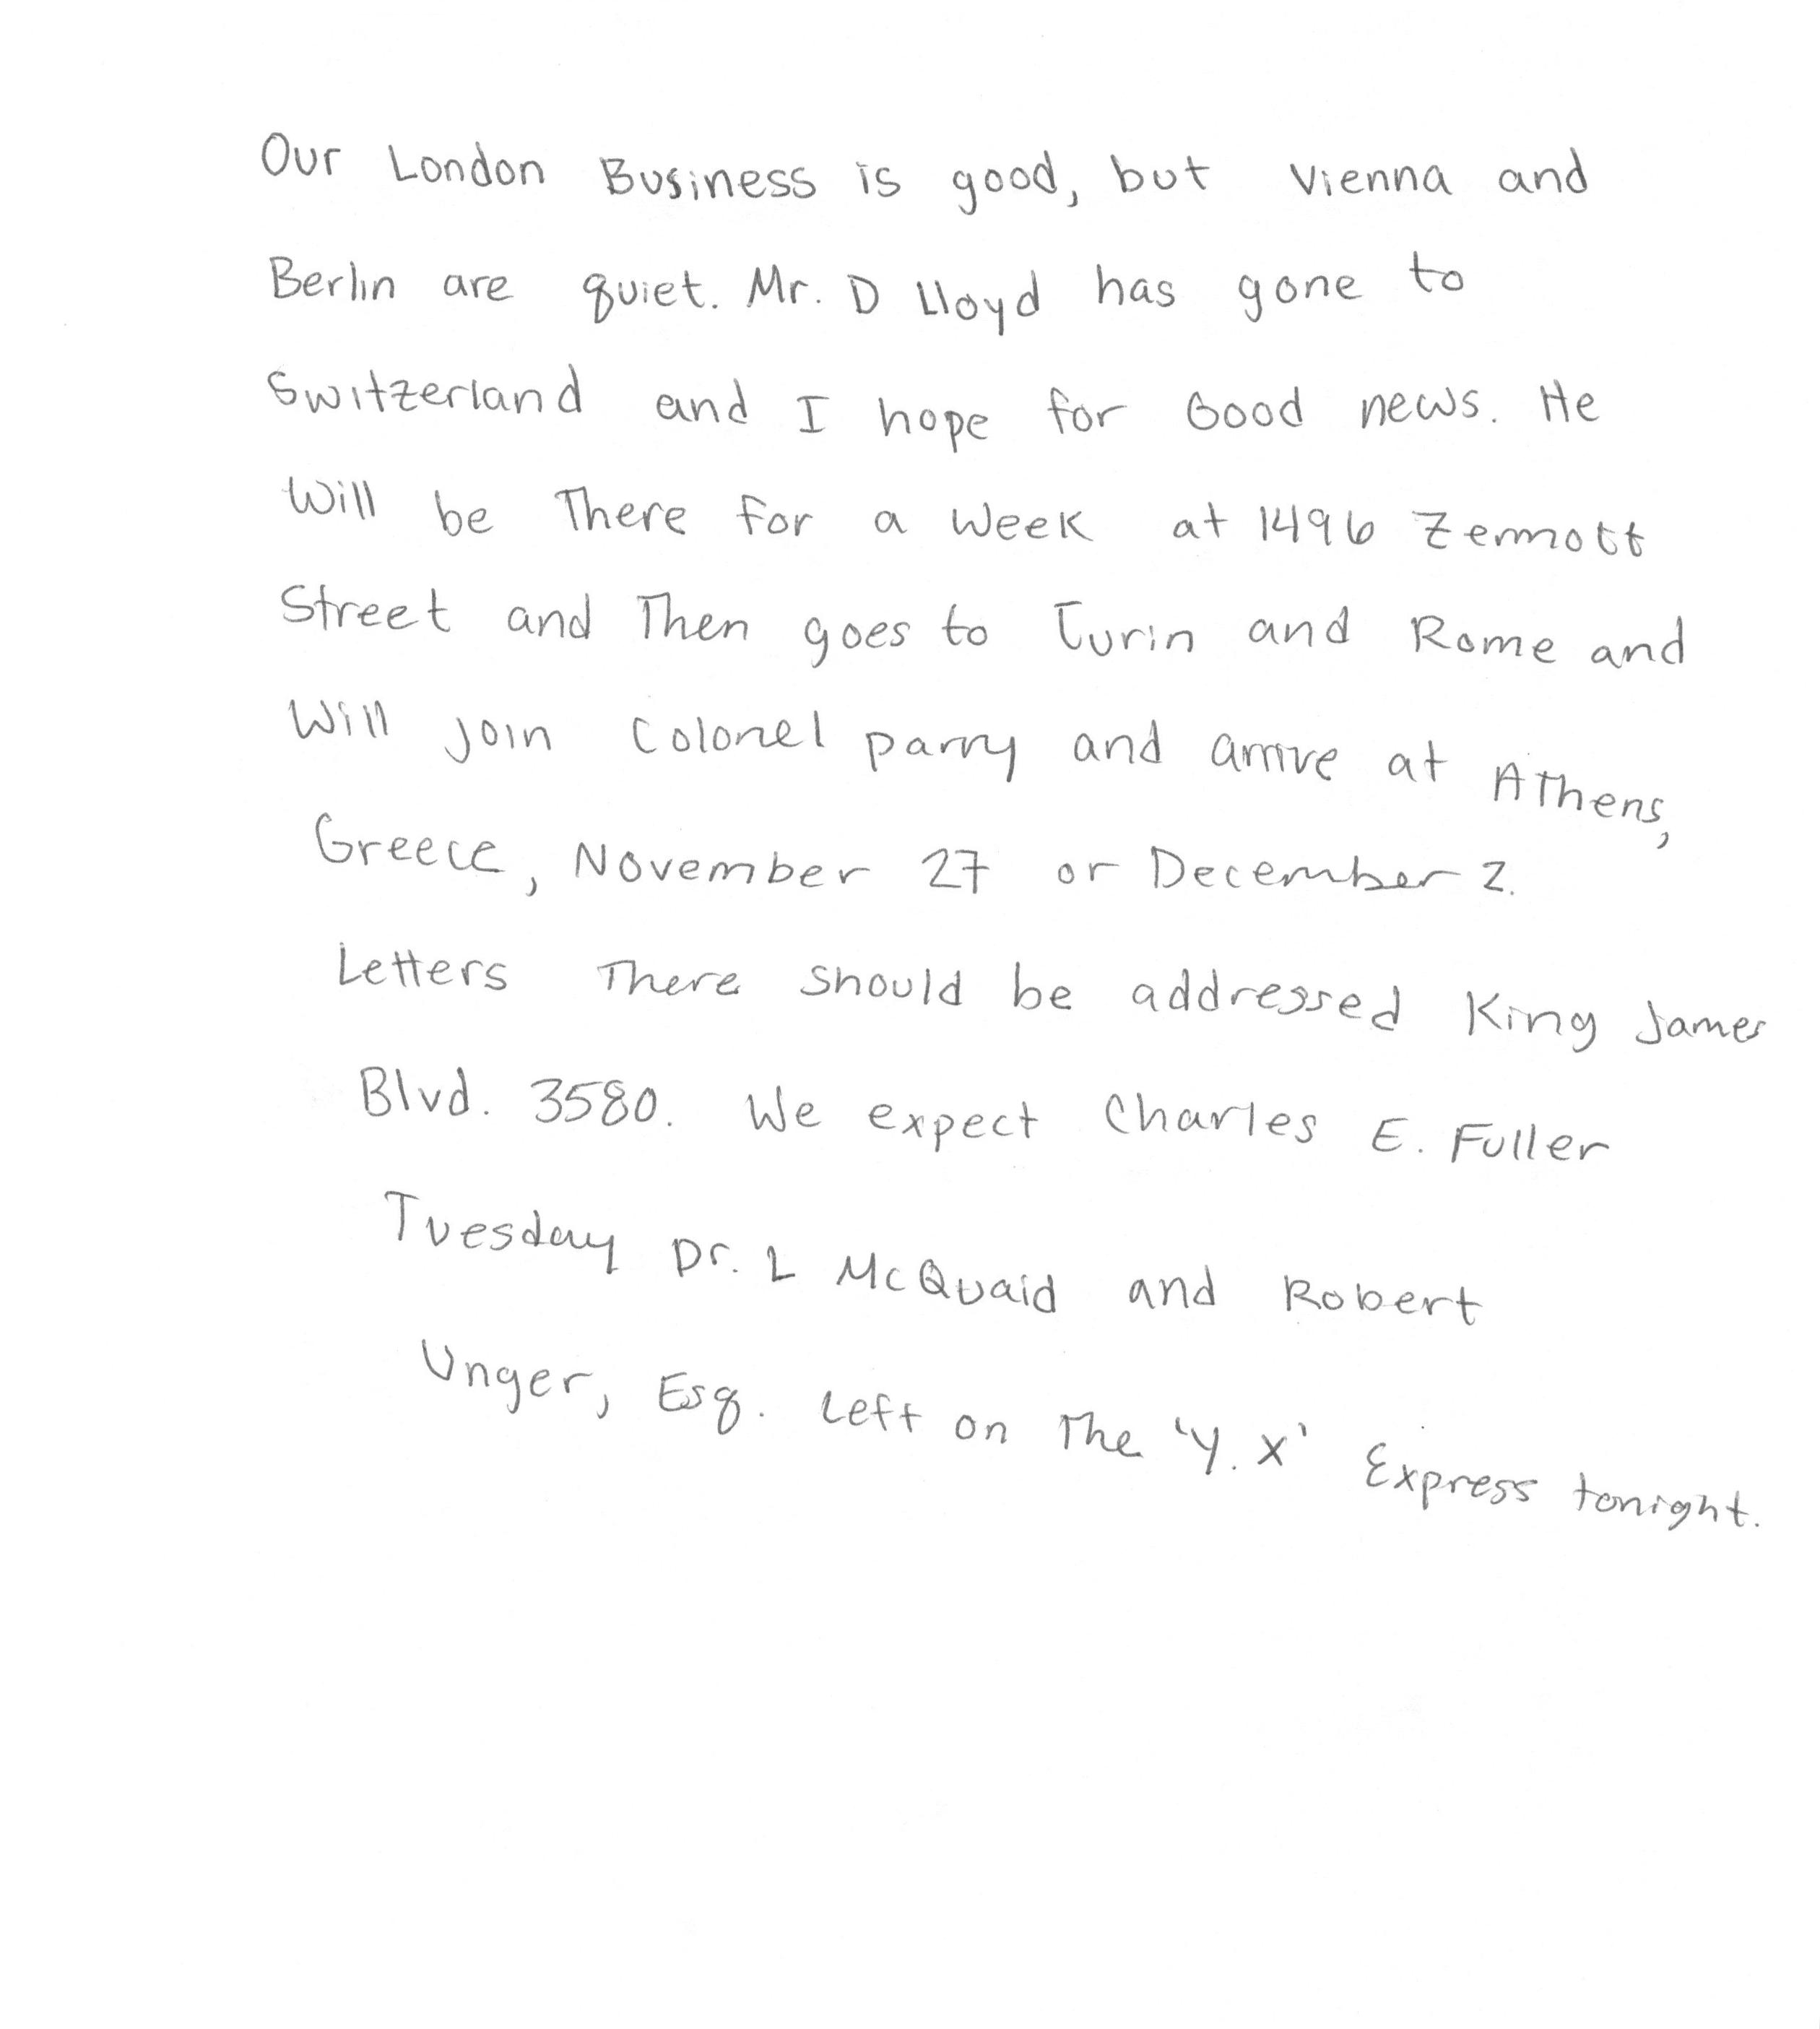 Our London Business is good, but Vienna and
Berlin are quiet. Mr. D Lloyd has gone to
Switzerland and I hope for Good news. He
Will be There for a week at 1496 Zermott
Street and Then goes to Turin and Rome and
Will join Colonel parry and arrive at Athens,
Greece, November 27 or December 2.
Letters There should be addressed King James
Blvd. 3580. We expect Charles E. Fuller
Tuesday Dr. L McQuaid and Robert
Unger, Esq. left on The 'Y.X' Express tonight.